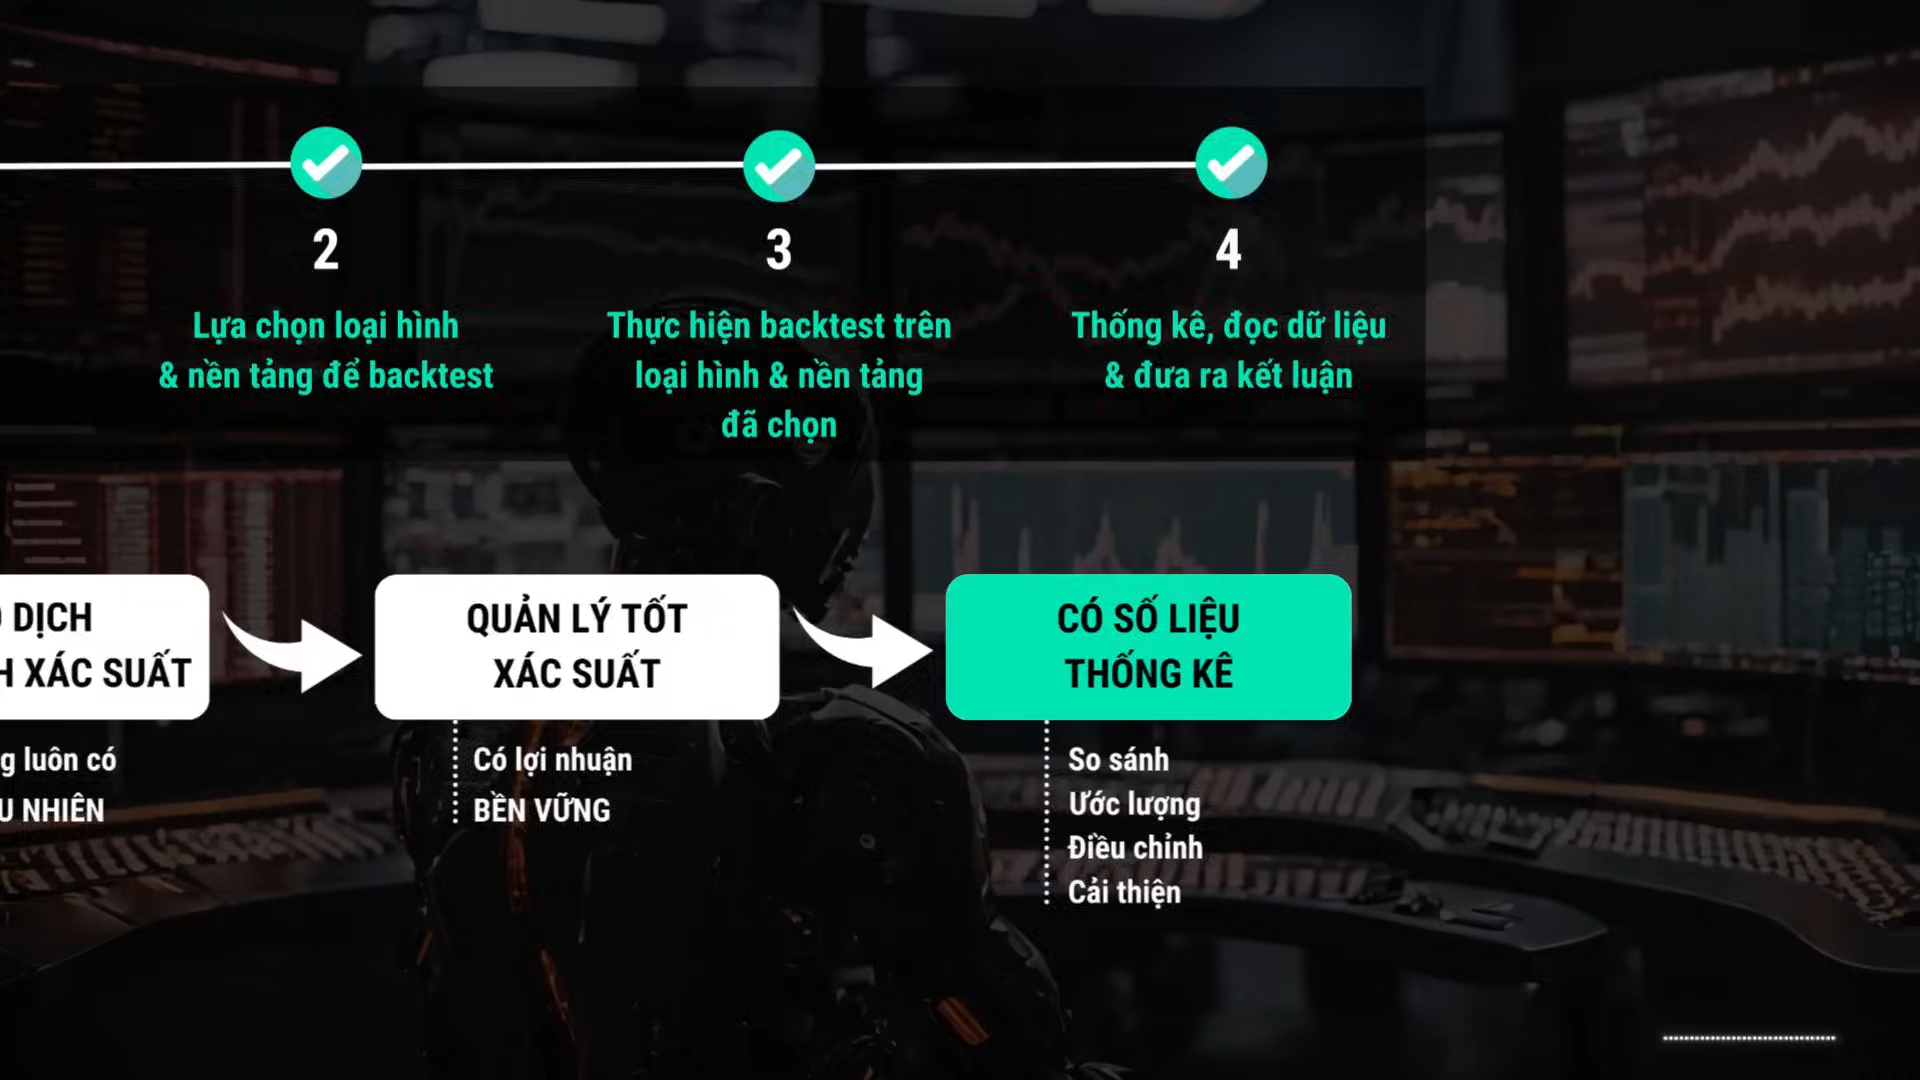 2
Lựa chọn loại hình
& nền tảng để backtest
3
Thực hiện backtest trên
loại hình & nền tảng
đã chọn
4
Thống kê, đọc dữ liệu
& đưa ra kết luận
DỊCH
XÁC SUẤT
luôn có
NHIÊN
QUẢN LÝ TỐT
XÁC SUẤT
Có lợi nhuận
BỀN VỮNG
CÓ SỐ LIỆU
THỐNG KÊ
So sánh
Ước lượng
Điều chỉnh
Cải thiện